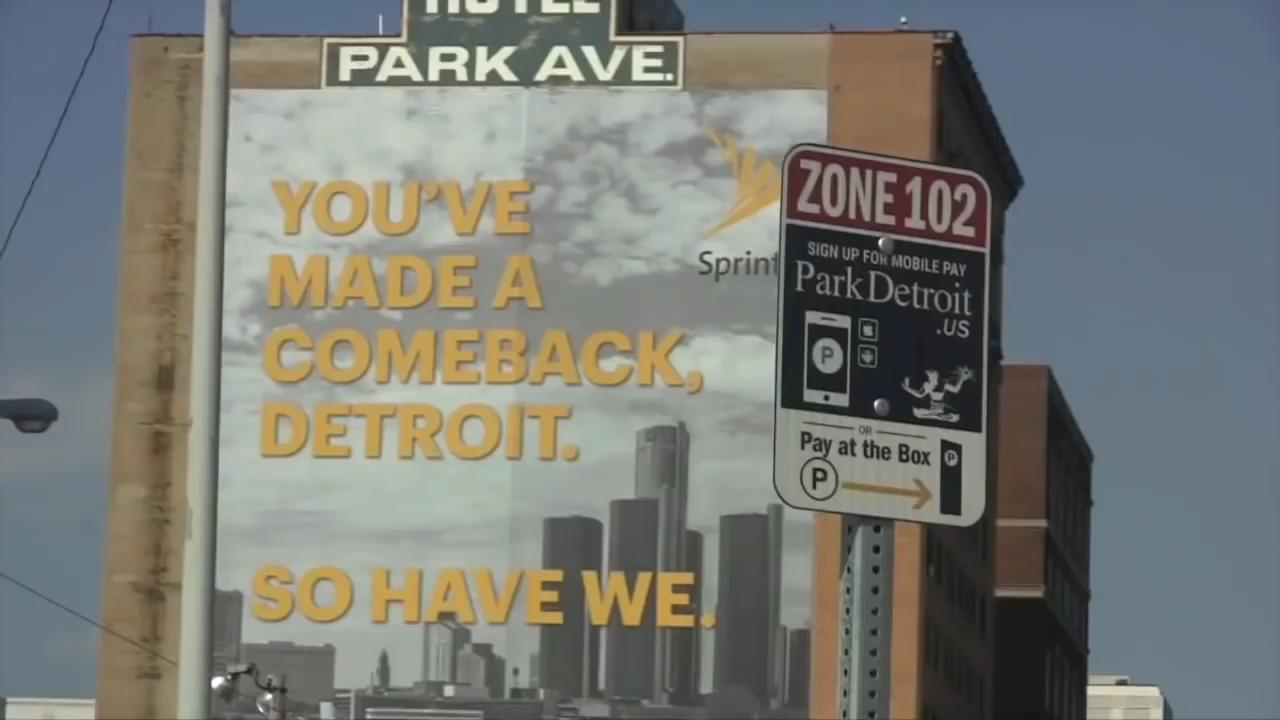 HOTEL
PARK AVE.
YOU'VE
MADE A
COMEBACK,
DETROIT.
SO HAVE WE.
Sprint
ZONE 102
SIGN UP FOR MOBILE PAY
ParkDetroit
.US
P
OR
Pay at the Box
P
P